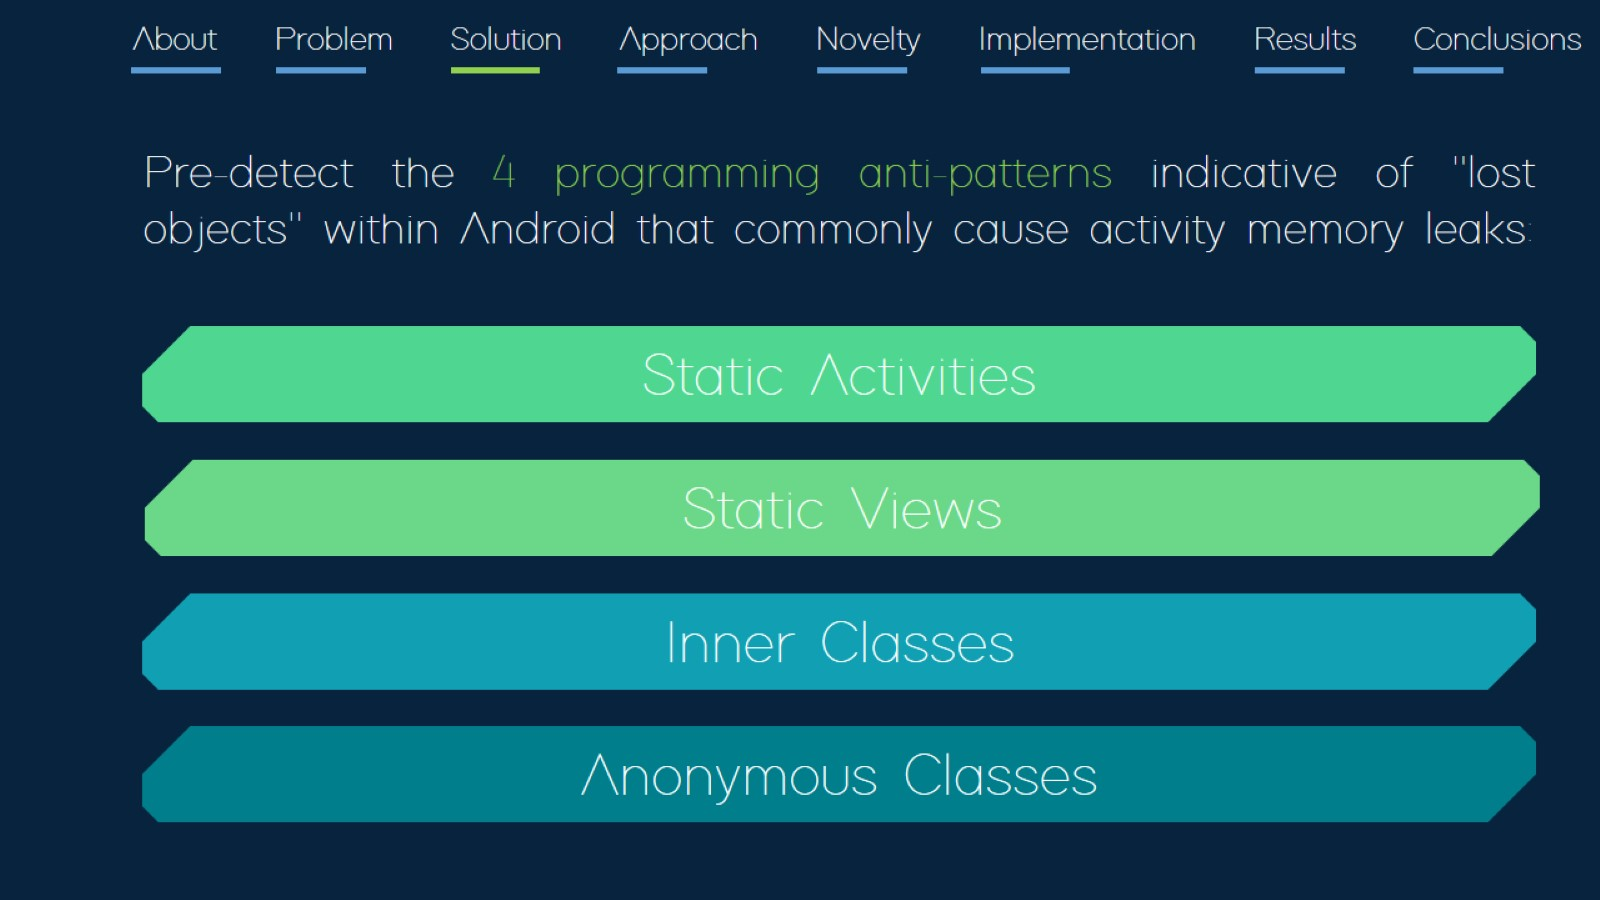 About Problem Solution Approach Novelty Implementation Results Conclusions
Pre-detect the 4 programming anti-patterns indicative of "lost
objects" within Android that commonly cause activity memory leaks:
Static Activities
Static Views
Inner Classes
Anonymous Classes